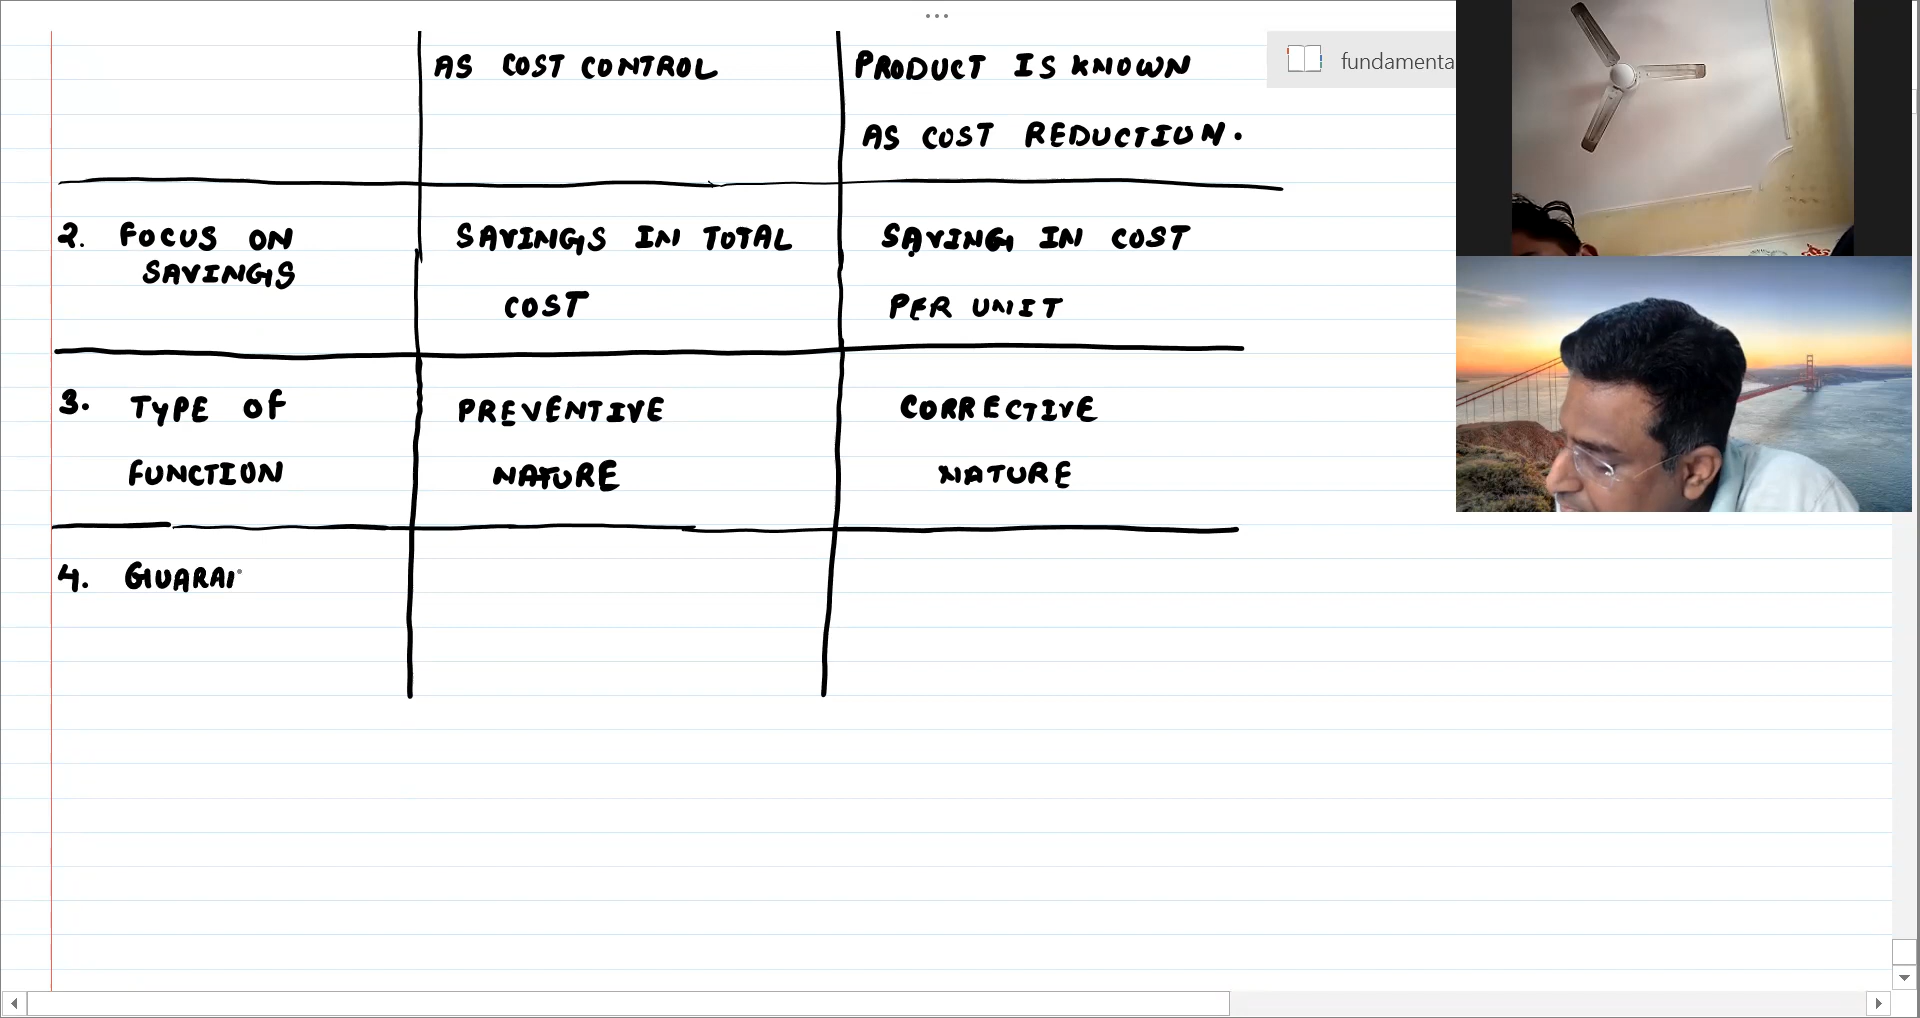 AS COST CONTROL
PRODUCT IS KNOWN
AS COST REDUCTION.
fundamenta
2. FOCUS ON
SAVINGS
SAVINGS IN TOTAL
COST
SAVING IN COST
PER UNIT
3. TYPE OF
FUNCTION
PREVENTIVE
NATURE
CORRECTIVE
NATURE
4. GUARAI